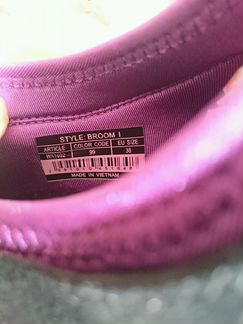 STYLE: BROOM I
ARTICLE COLOR CODE EU SIZE
99 38
MADE IN VIETNAM